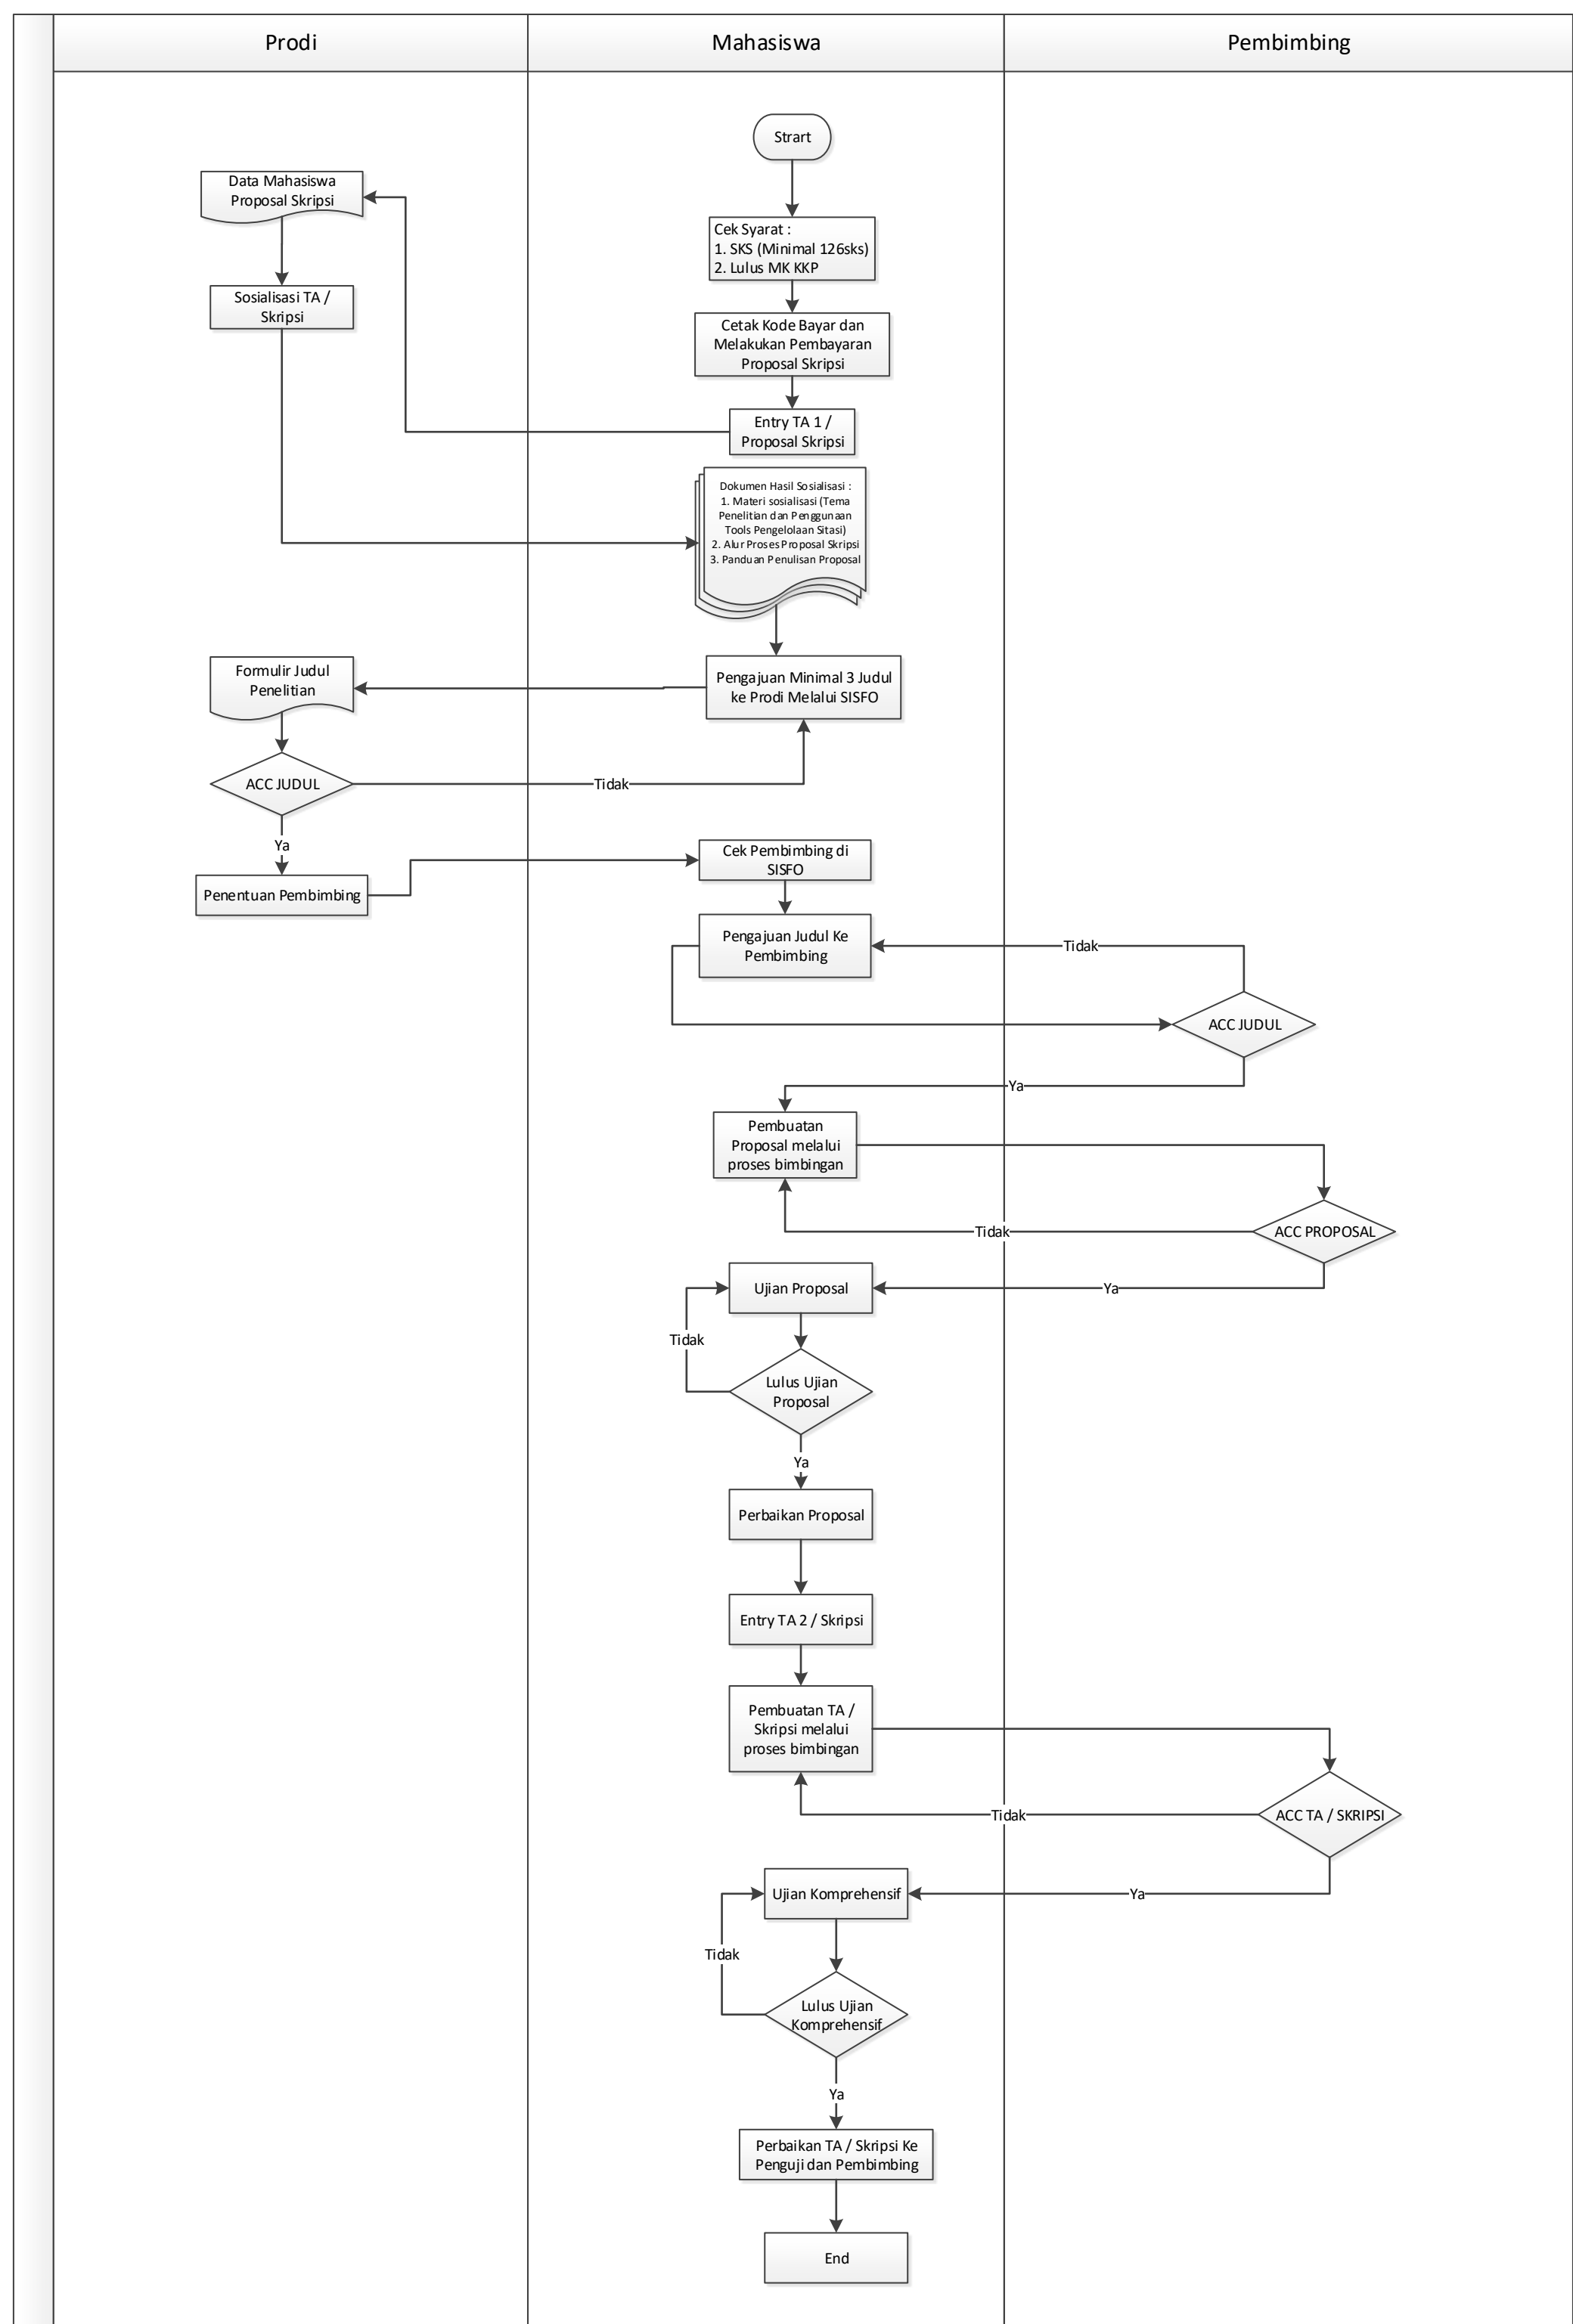 Prodi
Mahasiswa
Pembimbing
Strart
Data Mahasiswa
Proposal Skripsi
Cek Syarat :
1. SKS (Minimal 126sks)
2. Lulus MK KKP
Sosialisasi TA /
Skripsi
Cetak Kode Bayar dan
Melakukan Pembayaran
Proposal Skripsi
Entry TA 1 /
Proposal Skripsi
Dokumen Hasil Sosialisasi :
1. Materi sosialisasi (Tema
Penelitian dan Penggunaan
Tools Pengelolaan Sitasi)
2. Alur Proses Proposal Skripsi
3. Panduan Penulisan Proposal
Formulir Judul
Penelitian
Pengajuan Minimal 3 Judul
ke Prodi Melalui SISFO
ACC JUDUL
Tidak
Ya
Penentuan Pembimbing
Cek Pembimbing di
SISFO
Pengajuan Judul Ke
Pembimbing
Tidak
ACC JUDUL
Ya
Pembuatan
Proposal melalui
proses bimbingan
Tidak
ACC PROPOSAL
Ujian Proposal
Ya
Tidak
Lulus Ujian
Proposal
Ya
Perbaikan Proposal
Entry TA 2 / Skripsi
Pembuatan TA /
Skripsi melalui
proses bimbingan
Tidak
ACC TA / SKRIPSI
Ujian Komprehensif
Ya
Tidak
Lulus Ujian
Komprehensif
Ya
Perbaikan TA / Skripsi Ke
Penguji dan Pembimbing
End